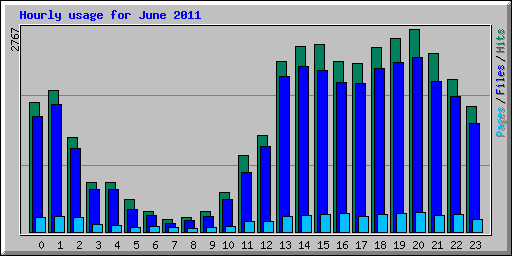 Hourly usage for June 2011
2767
Pages/Files/Hits
0 1 2 3 4 5 6 7 8 9 10 11 12 13 14 15 16 17 18 19 20 21 22 23